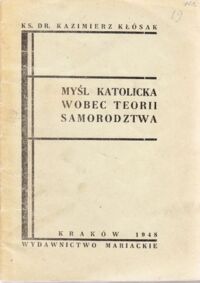 KS. DR. KAZIMIERZ KŁÓSAK
MYŚL KATOLICKA
WOBEC TEORII
SAMORODZTWA
KRAKÓW 1948
WYDAWNICTWO MARIACKIE